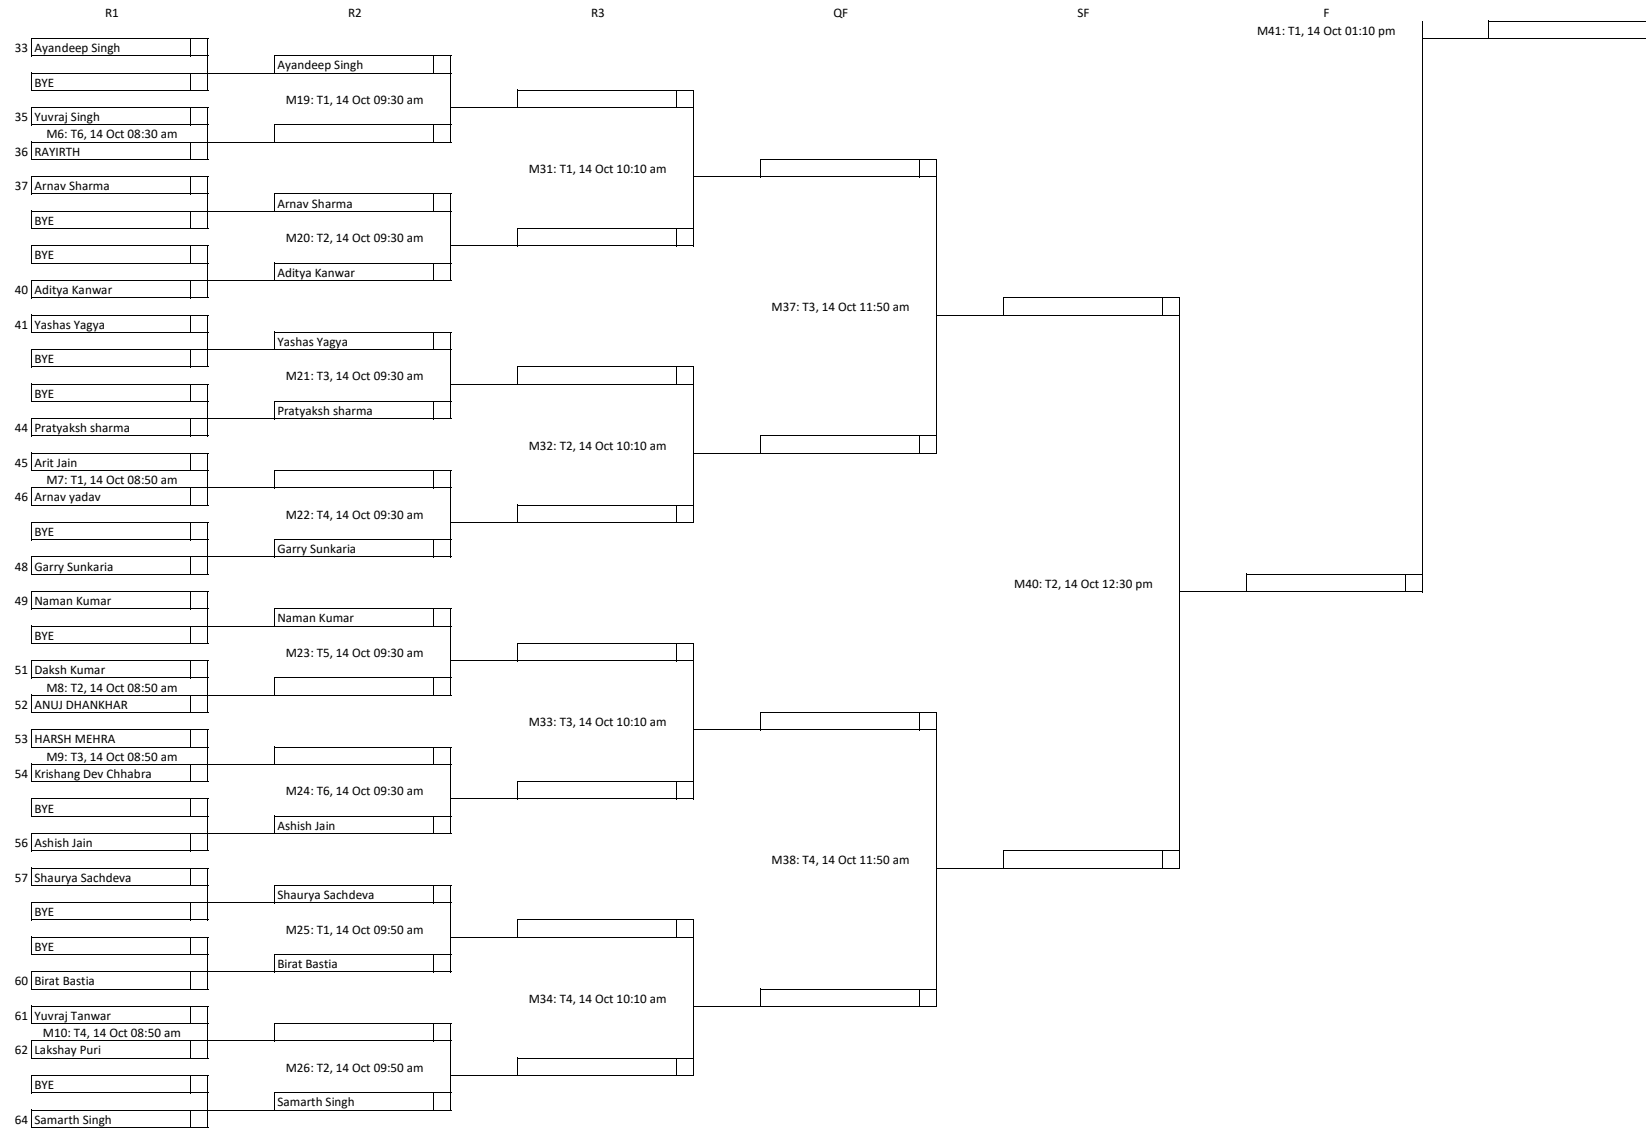 R1 R2 R3 QF SF F
M41: T1, 14 Oct 01:10 pm
33 Ayandeep Singh
Ayandeep Singh
BYE
M19: T1, 14 Oct 09:30 am
35 Yuvraj Singh
M6: T6, 14 Oct 08:30 am
36 RAYIRTH
M31: T1, 14 Oct 10:10 am
37 Arnav Sharma
Arnav Sharma
BYE
M20: T2, 14 Oct 09:30 am
BYE
Aditya Kanwar
40 Aditya Kanwar
M37: T3, 14 Oct 11:50 am
41 Yashas Yagya
Yashas Yagya
BYE
M21: T3, 14 Oct 09:30 am
BYE
Pratyaksh sharma
44 Pratyaksh sharma
M32: T2, 14 Oct 10:10 am
45 Arit Jain
M7: T1, 14 Oct 08:50 am
46 Arnav yadav
M22: T4, 14 Oct 09:30 am
BYE
Garry Sunkaria
48 Garry Sunkaria
M40: T2, 14 Oct 12:30 pm
49 Naman Kumar
Naman Kumar
BYE
M23: T5, 14 Oct 09:30 am
51 Daksh Kumar
M8: T2, 14 Oct 08:50 am
52 ANUJ DHANKHAR
M33: T3, 14 Oct 10:10 am
53 HARSH MEHRA
M9: T3, 14 Oct 08:50 am
54 Krishang Dev Chhabra
M24: T6, 14 Oct 09:30 am
BYE
Ashish Jain
56 Ashish Jain
M38: T4, 14 Oct 11:50 am
57 Shaurya Sachdeva
Shaurya Sachdeva
BYE
M25: T1, 14 Oct 09:50 am
BYE
Birat Bastia
60 Birat Bastia
M34: T4, 14 Oct 10:10 am
61 Yuvraj Tanwar
M10: T4, 14 Oct 08:50 am
62 Lakshay Puri
M26: T2, 14 Oct 09:50 am
BYE
Samarth Singh
64 Samarth Singh